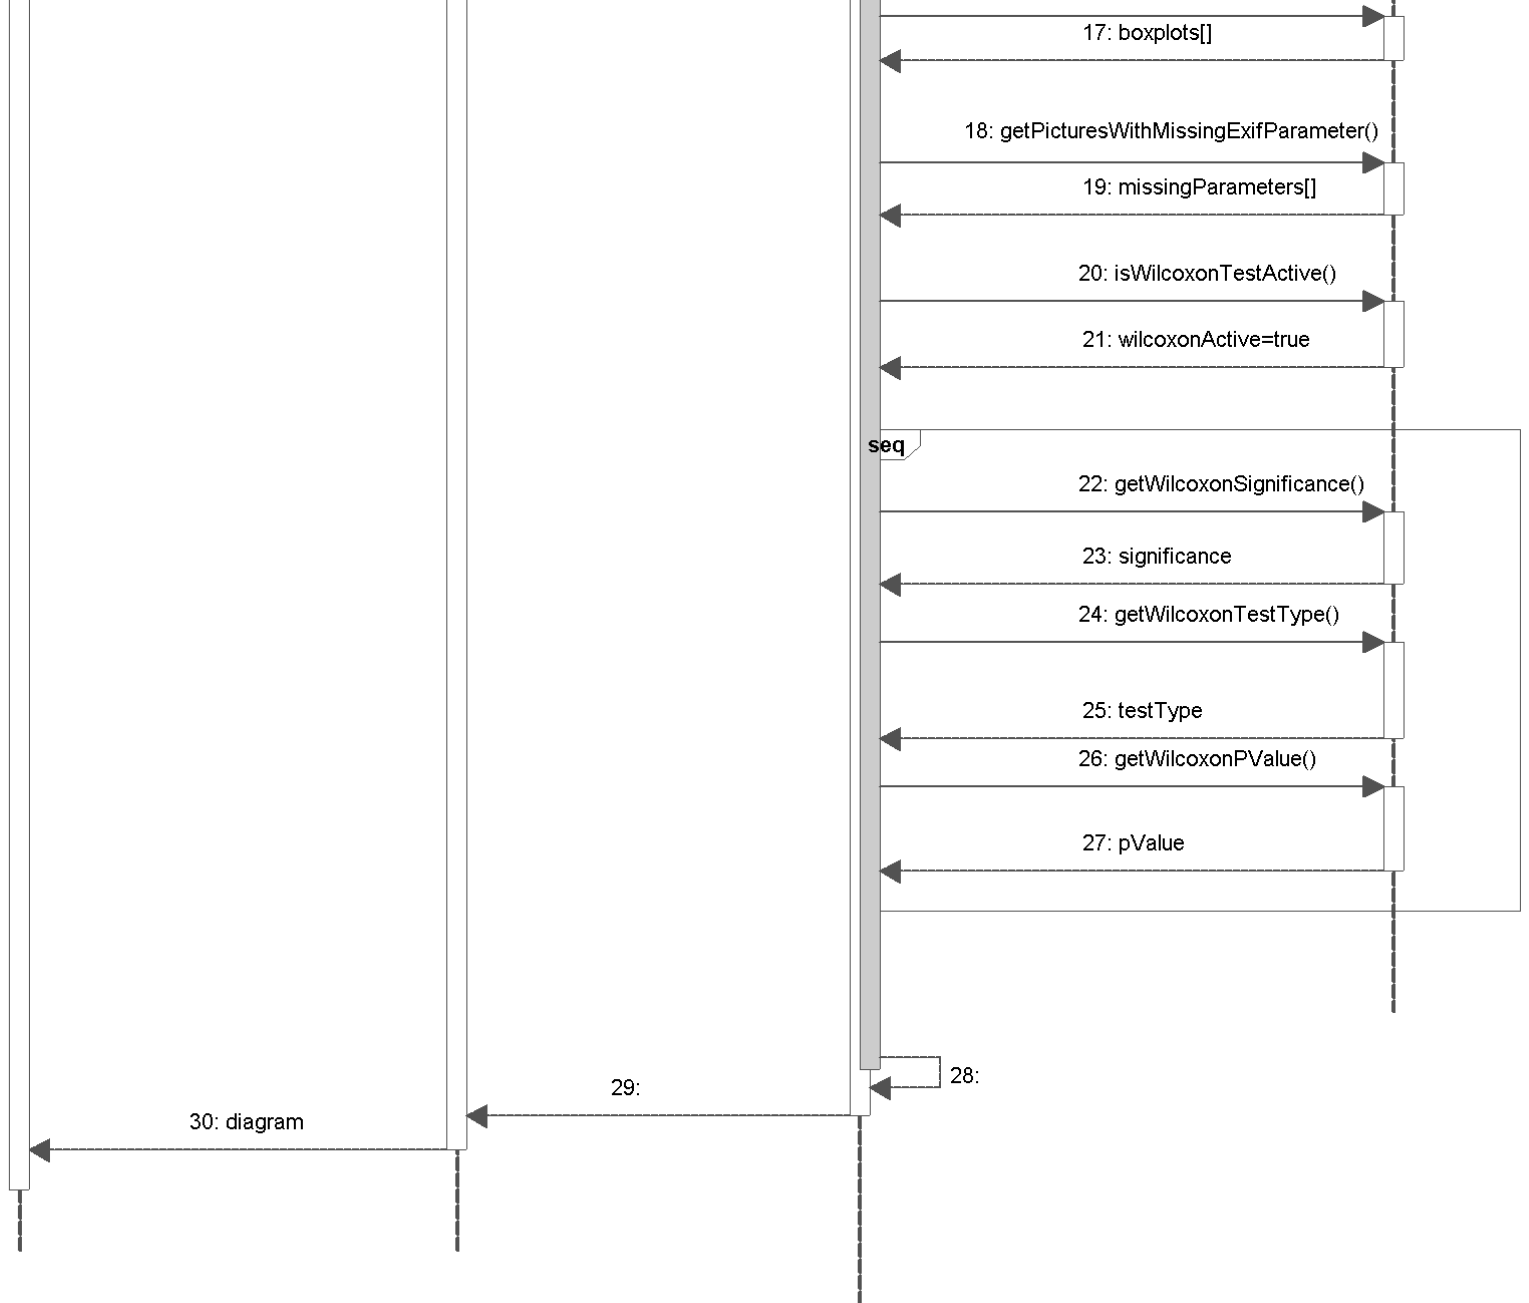 17: boxplots[]
18: getPicturesWithMissingExifParameter()
19: missingParameters[]
20: isWilcoxonTestActive()
21: wilcoxonActive=true
seq
22: getWilcoxonSignificance()
23: significance
24: getWilcoxonTestType()
25: testType
26: getWilcoxonPValue()
27: pValue
28:
29:
30: diagram